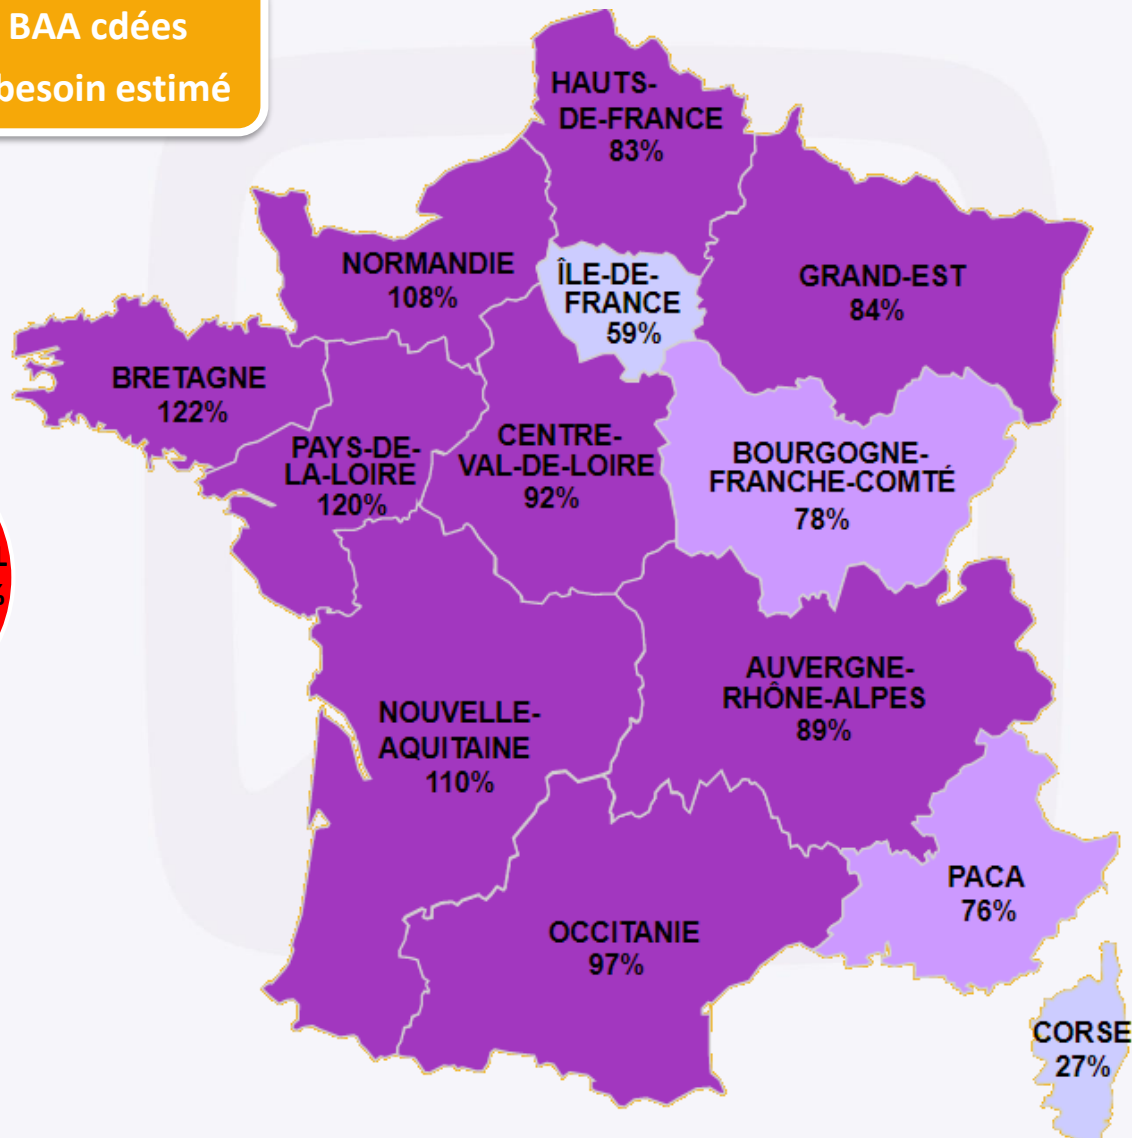 BAA cdées
besoin estimé
HAUTS-
DE-FRANCE
83%
NORMANDIE
108%
ÎLE-DE-
FRANCE
59%
GRAND-EST
84%
BRETAGNE
122%
PAYS-DE-
LA-LOIRE
120%
CENTRE-
VAL-DE-LOIRE
92%
BOURGOGNE-
FRANCHE-COMTÉ
78%
NOUVELLE-
AQUITAINE
110%
AUVERGNE-
RHÔNE-ALPES
89%
OCCITANIE
97%
PACA
76%
CORSE
27%